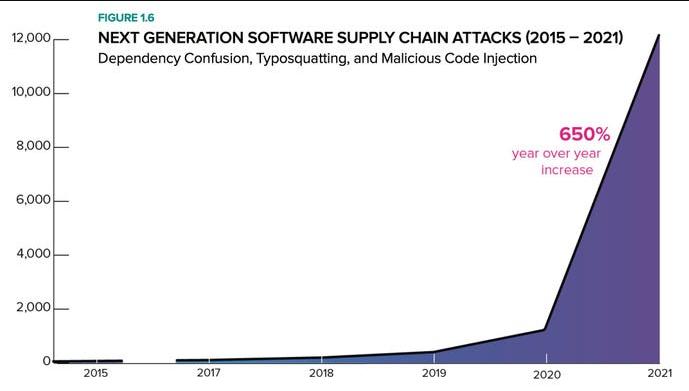 FIGURE 1.6
NEXT GENERATION SOFTWARE SUPPLY CHAIN ATTACKS (2015 – 2021)
Dependency Confusion, Typosquatting, and Malicious Code Injection
12,000
10,000
8,000
6,000
4,000
2,000
0
650%
year over year
increase
2015 2017 2018 2019 2020 2021